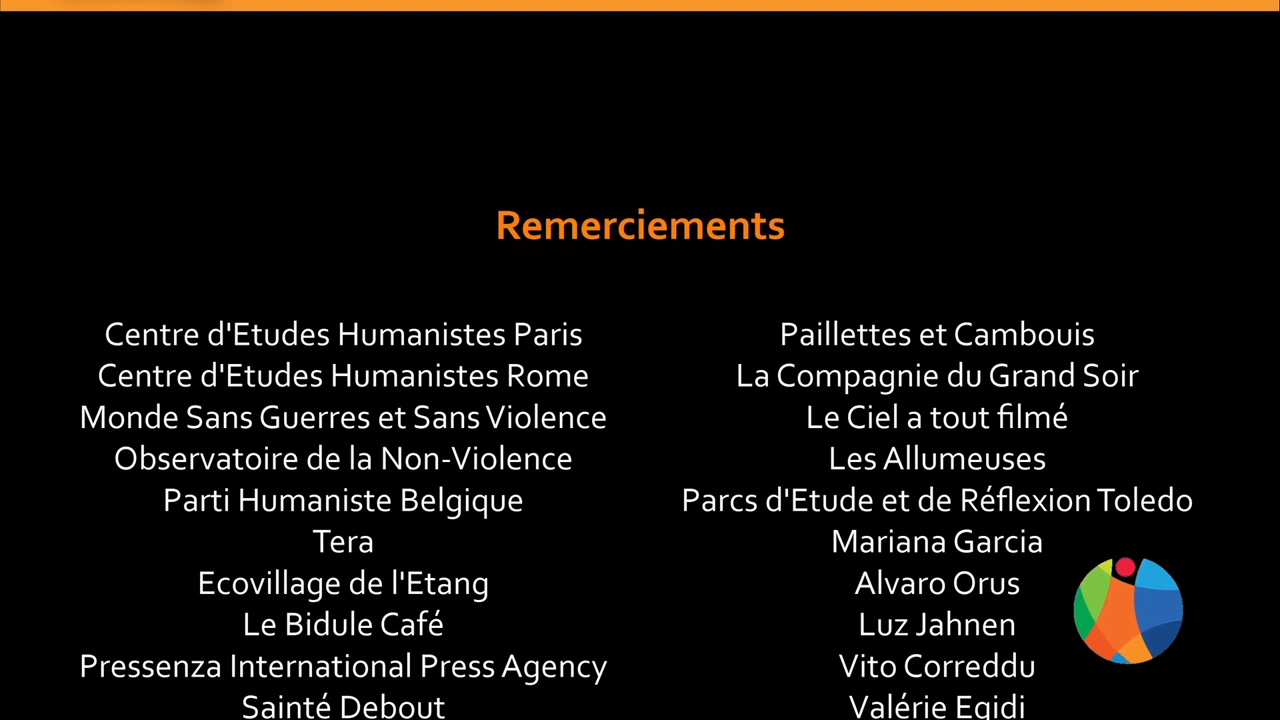 Remerciements
Centre d'Etudes Humanistes Paris
Centre d'Etudes Humanistes Rome
Monde Sans Guerres et Sans Violence
Observatoire de la Non-Violence
Parti Humaniste Belgique
Tera
Ecovillage de l'Etang
Le Bidule Café
Pressenza International Press Agency
Sainté Debout
Paillettes et Cambouis
La Compagnie du Grand Soir
Le Ciel a tout filmé
Les Allumeuses
Parcs d'Etude et de Réflexion Toledo
Mariana Garcia
Alvaro Orus
Luz Jahnen
Vito Correddu
Valérie Egidi